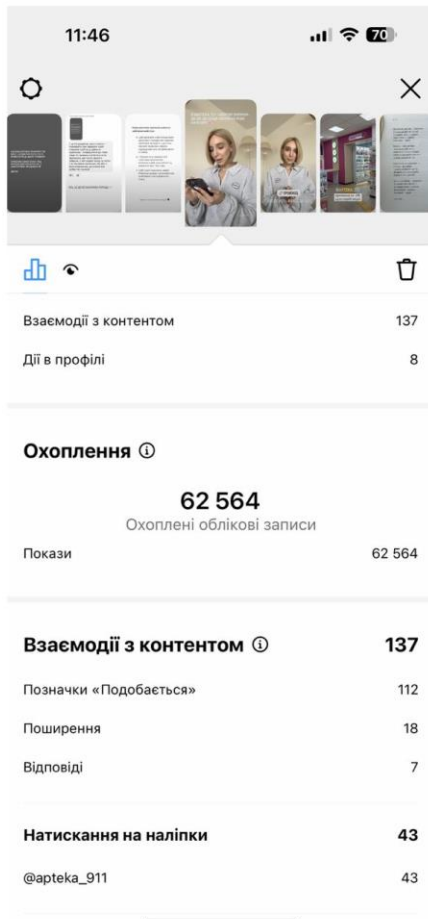 11:46
70
Взаємодії з контентом 137
Дії в профілі 8
Охоплення
62 564
Охоплені облікові записи
Покази 62 564
Взаємодії з контентом 137
Позначки «Подобається» 112
Поширення 18
Відповіді 7
Натискання на наліпки 43
@apteka_911 43